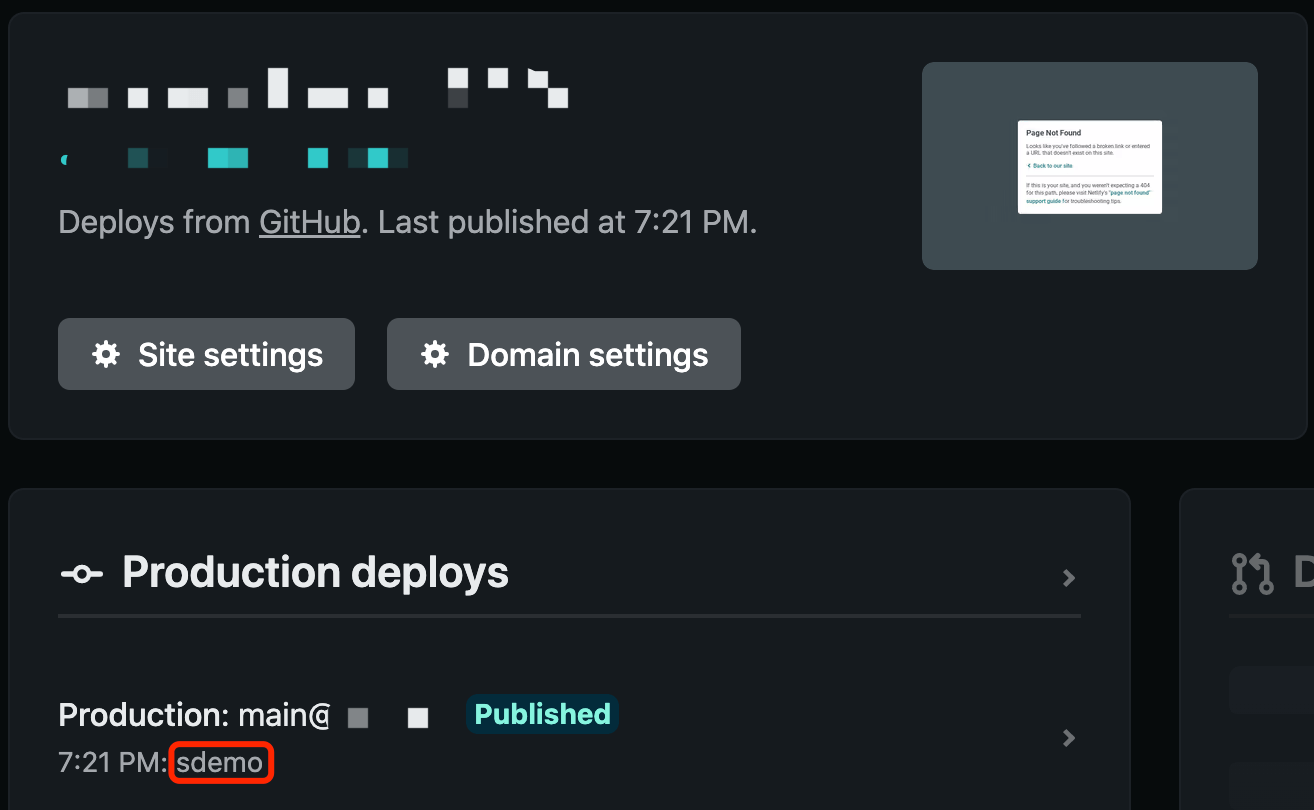 Deploys from GitHub. Last published at 7:21 PM.
Page Not Found
Looks like you've followed a broken link or entered
a URL that doesn't exist on this site.
Back to our site
If this is your site, and you weren't expecting a 404
for this path, please visit Netlify's "page not found"
support guide for troubleshooting tips.
Site settings
Domain settings
Production deploys
Production: main@
Published
7:21 PM: sdemo